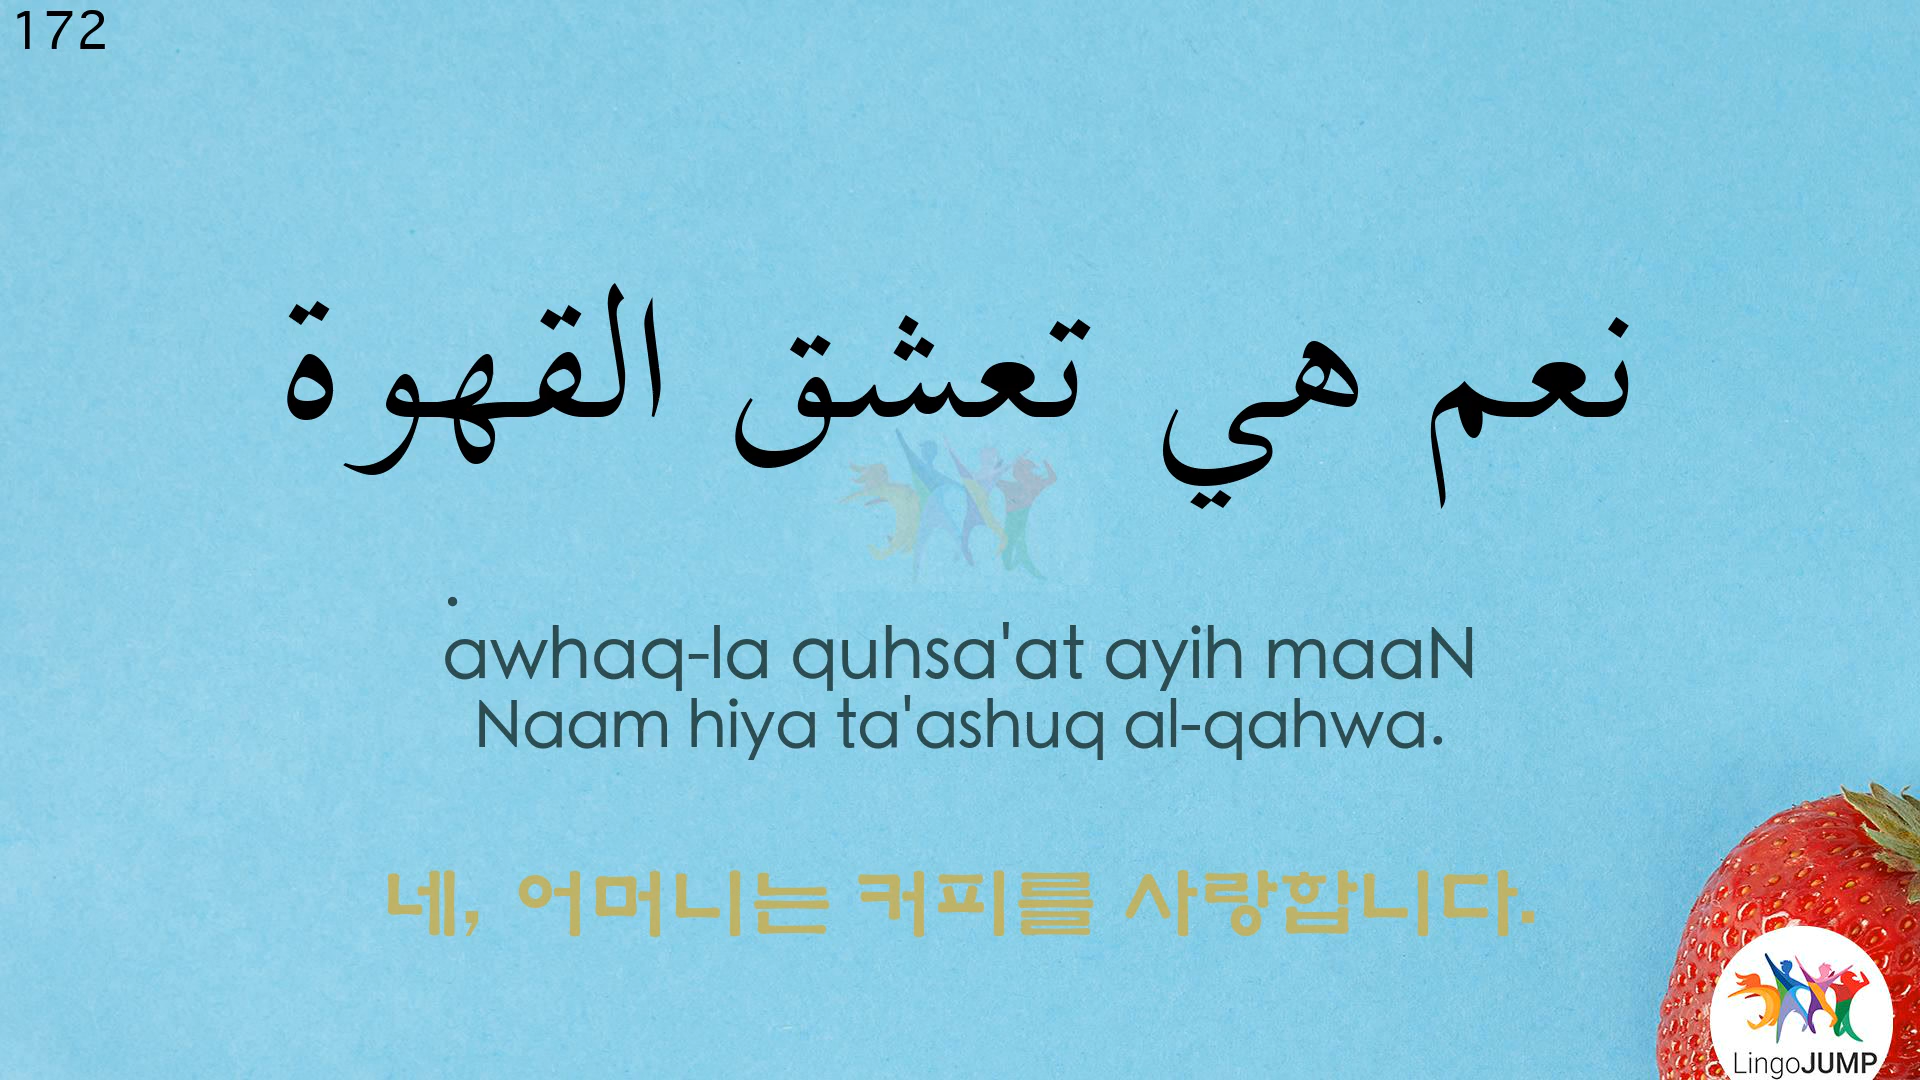 172
نعم هي تعشق القهوة
.
awhaq-la quhsa'at ayih maaN
Naam hiya ta'ashuq al-qahwa.
네, 어머니는 커피를 사랑합니다.
LingoJUMP